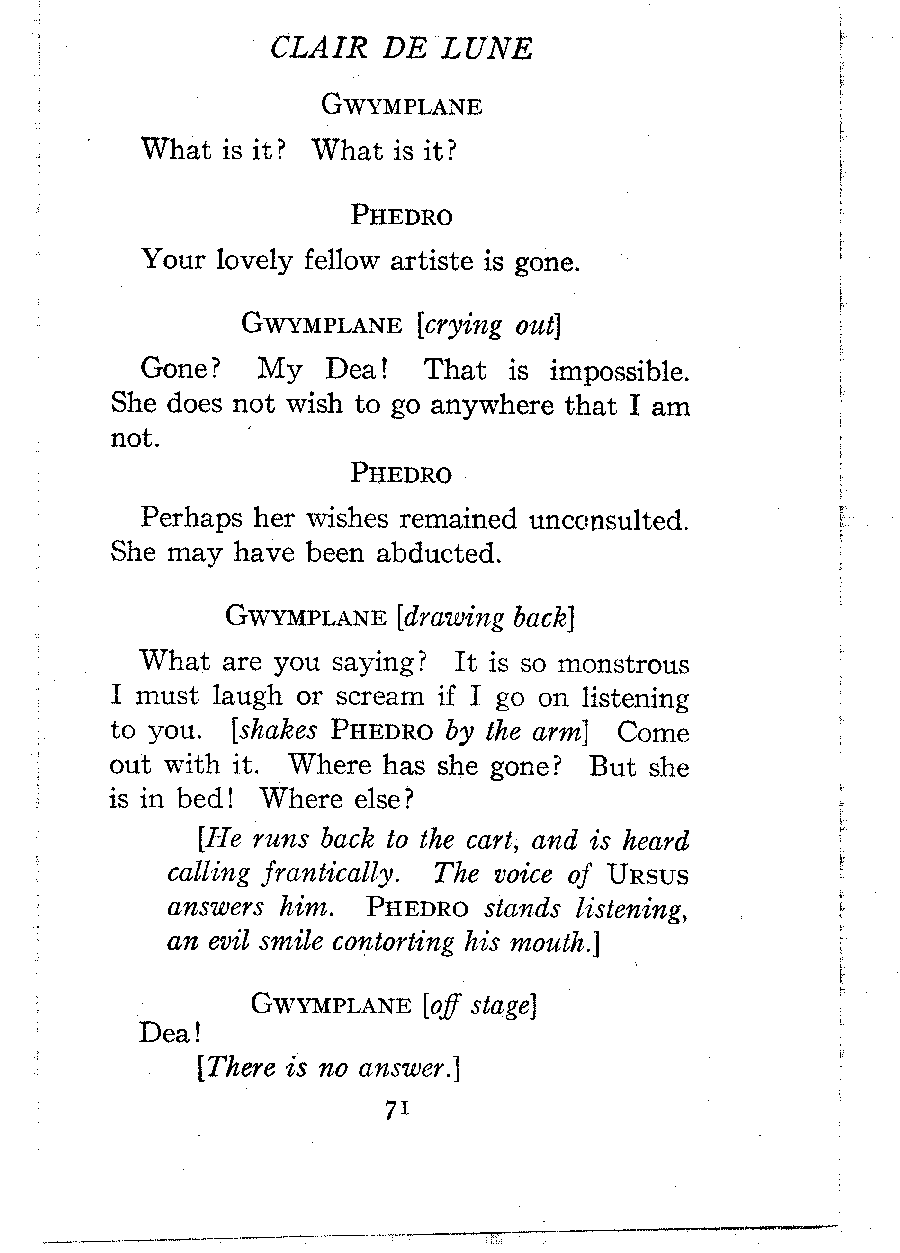 CLAIR DE LUNE
GWYMPLANE
What is it? What is it?
PHEDRO
Your lovely fellow artiste is gone.
GWYMPLANE [crying out]
Gone? My Dea! That is impossible.
She does not wish to go anywhere that I am
not.
PHEDRO
Perhaps her wishes remained unconsulted.
She may have been abducted.
GWYMPLANE [drawing back]
What are you saying? It is so monstrous
I must laugh or scream if I go on listening
to you. [shakes PHEDRO by the arm] Come
out with it. Where has she gone? But she
is in bed! Where else?
[He runs back to the cart, and is heard
calling frantically. The voice of URSUS
answers him. PHEDRO stands listening,
an evil smile contorting his mouth.]
GWYMPLANE [off stage]
Dea!
[There is no answer.]
71